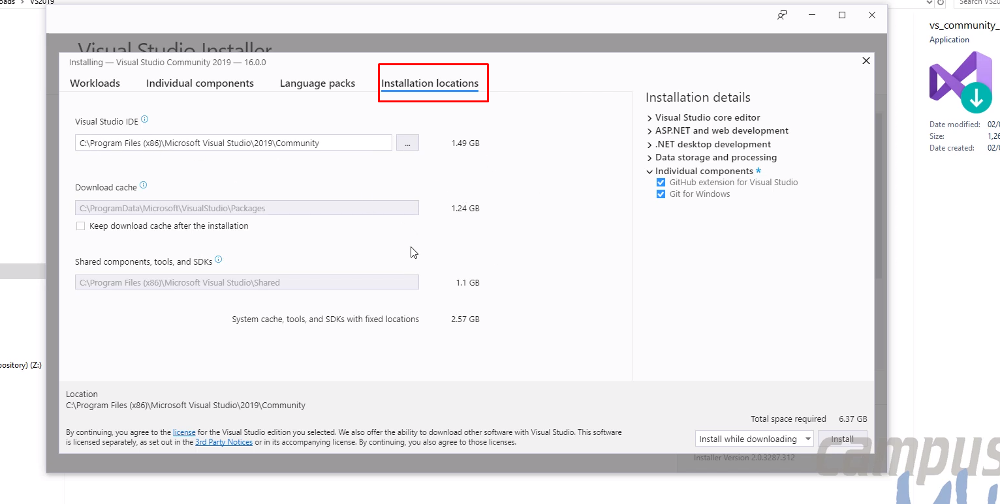 VS2019
Search VS20
Visual Studio Installer
Installing — Visual Studio Community 2019 — 16.0.0
Workloads Individual components Language packs Installation locations
Visual Studio IDE
C:\Program Files (x86)\Microsoft Visual Studio\2019\Community ... 1.49 GB
Download cache
C:\ProgramData\Microsoft\VisualStudio\Packages 1.24 GB
Keep download cache after the installation
Shared components, tools, and SDKs
C:\Program Files (x86)\Microsoft Visual Studio\Shared 1.1 GB
System cache, tools, and SDKs with fixed locations 2.57 GB
Installation details
Visual Studio core editor
ASP.NET and web development
.NET desktop development
Data storage and processing
Individual components *
GitHub extension for Visual Studio
Git for Windows
Location
C:\Program Files (x86)\Microsoft Visual Studio\2019\Community
By continuing, you agree to the license for the Visual Studio edition you selected. We also offer the ability to download other software with Visual Studio. This software
is licensed separately, as set out in the 3rd Party Notices or in its accompanying license. By continuing, you also agree to those licenses.
Total space required 6.37 GB
Install while downloading Install
Installer Version 2.0.3287.312
vs_community_
Application
Date modified: 02/0
Size: 1,26
Date created: 02/0
pository) (Z:)
campus